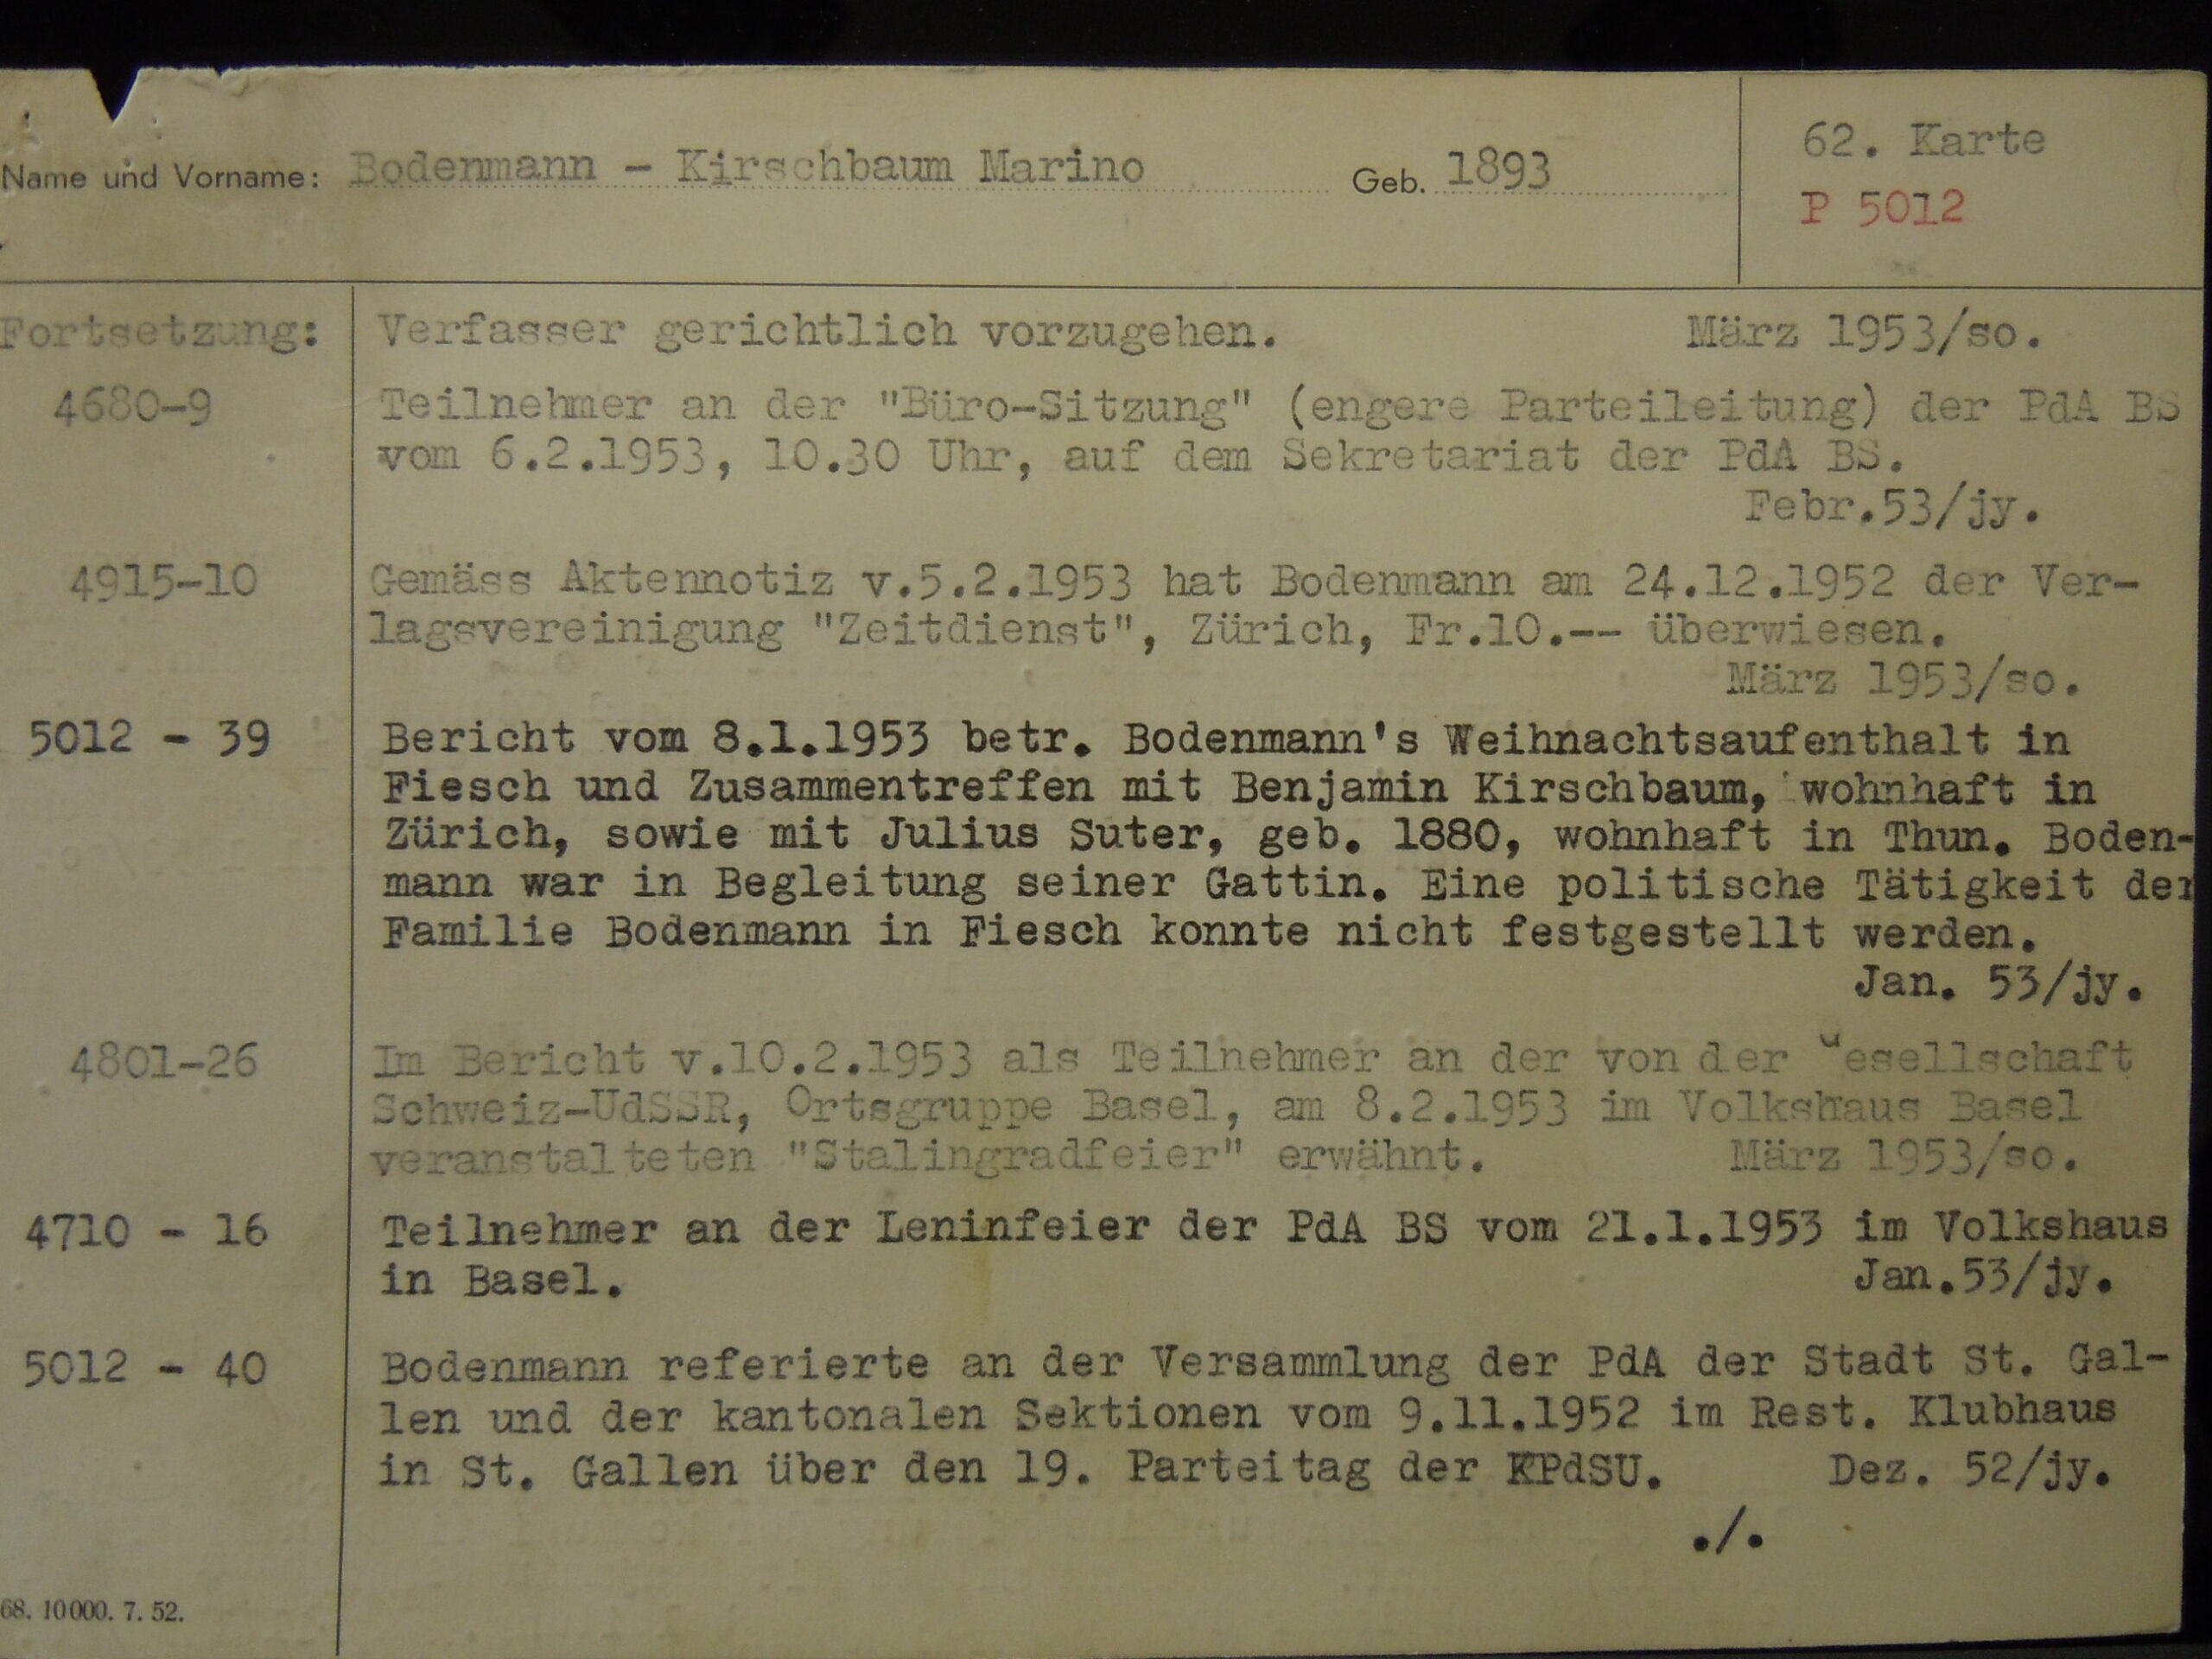 Name und Vorname: Bodenmann - Kirschbaum Marino Geb. 1893
62. Karte
P 5012
Fortsetzung: Verfasser gerichtlich vorzugehen. März 1953/so.
4680-9 Teilnehmer an der "Büro-Sitzung" (engere Parteileitung) der PdA BS
vom 6.2.1953, 10.30 Uhr, auf dem Sekretariat der PdA BS.
Febr.53/jy.
4915-10 Gemäss Aktennotiz v.5.2.1953 hat Bodenmann am 24.12.1952 der Ver-
lagsvereinigung "Zeitdienst", Zürich, Fr.10.-- überwiesen.
März 1953/so.
5012 - 39 Bericht vom 8.1.1953 betr. Bodenmann's Weihnachtsaufenthalt in
Fiesch und Zusammentreffen mit Benjamin Kirschbaum, wohnhaft in
Zürich, sowie mit Julius Suter, geb. 1880, wohnhaft in Thun. Boden-
mann war in Begleitung seiner Gattin. Eine politische Tätigkeit der
Familie Bodenmann in Fiesch konnte nicht festgestellt werden.
Jan. 53/jy.
4801-26 Im Bericht v.10.2.1953 als Teilnehmer an der von der Gesellschaft
Schweiz-UdSSR, Ortsgruppe Basel, am 8.2.1953 im Volkshaus Basel
veranstalteten "Stalingradfeier" erwähnt. März 1953/so.
4710 - 16 Teilnehmer an der Leninfeier der PdA BS vom 21.1.1953 im Volkshaus
in Basel. Jan.53/jy.
5012 - 40 Bodenmann referierte an der Versammlung der PdA der Stadt St. Gal-
len und der kantonalen Sektionen vom 9.11.1952 im Rest. Klubhaus
in St. Gallen über den 19. Parteitag der KPdSU. Dez. 52/jy.
./.
68. 10000. 7. 52.